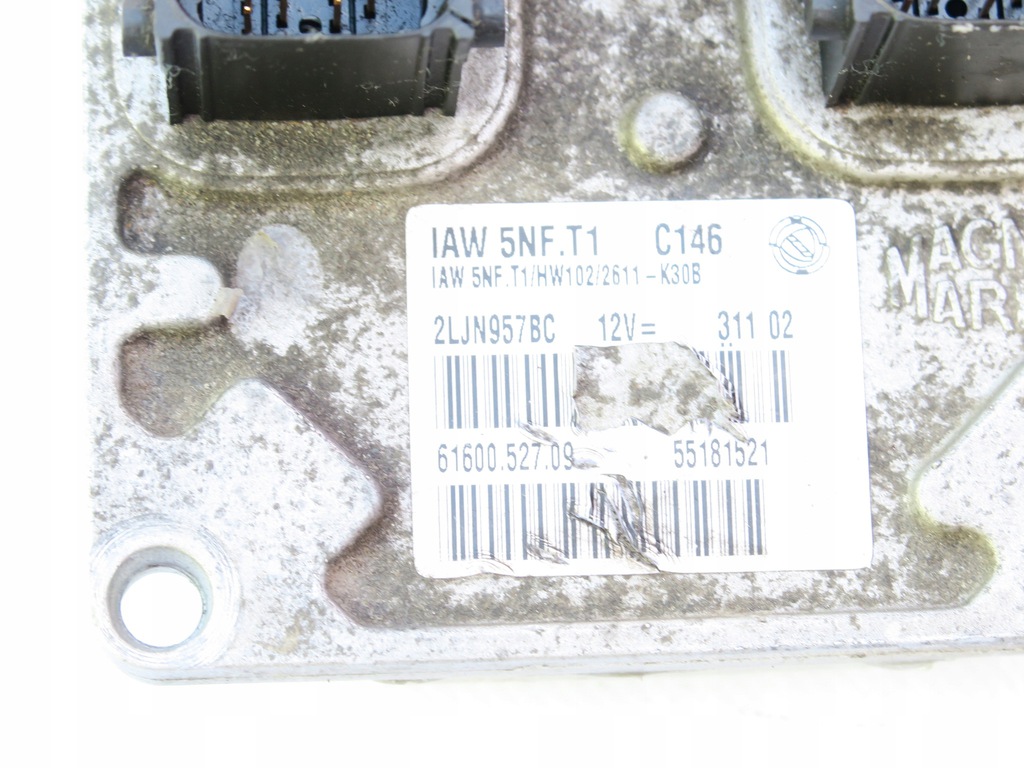 IAW 5NF.T1 C146
IAW 5NF.T1/HW102/2611-K30B
2LJN957BC 12V= 311 02
61600.527.09 55181521
MAGN
MAR